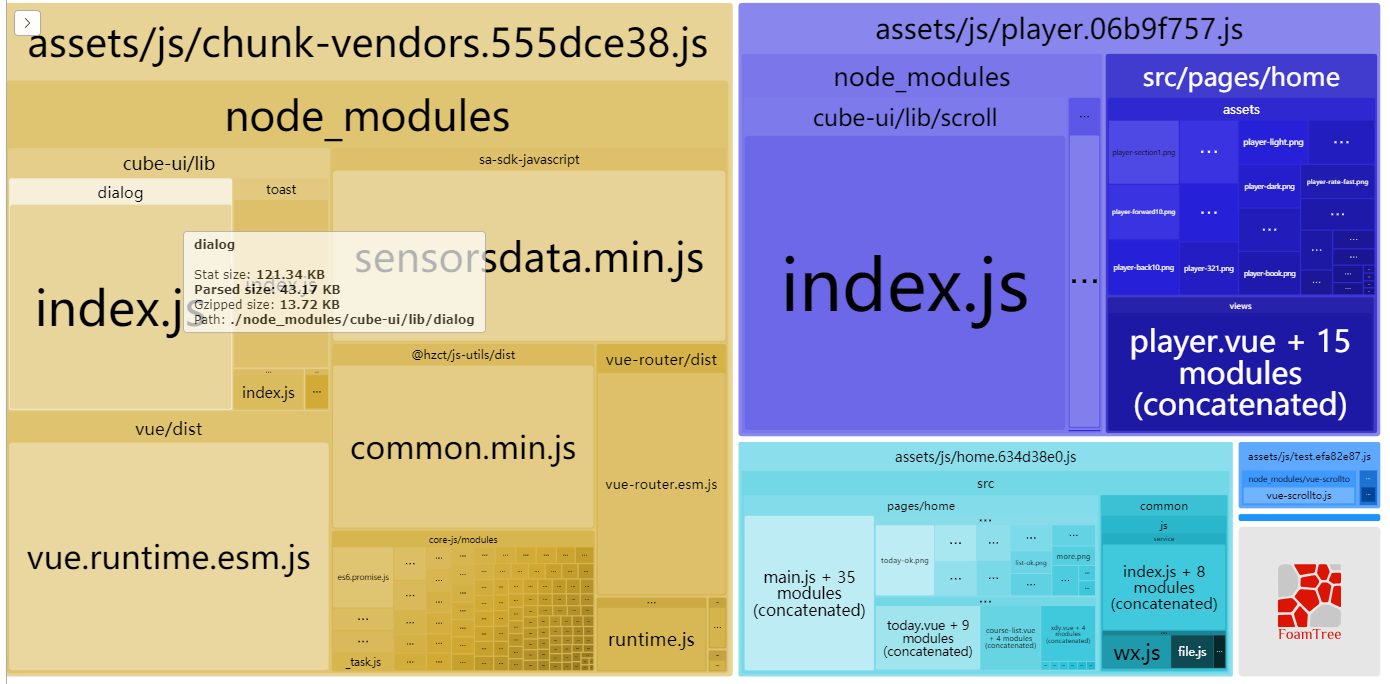 assets/js/chunk-vendors.555dce38.js
node_modules
cube-ui/lib
dialog
index.js
toast
index.js
index.js
sa-sdk-javascript
sensorsdata.min.js
dialog
Stat size: 121.34 KB
Parsed size: 43.17 KB
Gzipped size: 13.72 KB
Path: ./node_modules/cube-ui/lib/dialog
vue/dist
vue.runtime.esm.js
@hzct/js-utils/dist
common.min.js
vue-router/dist
vue-router.esm.js
core-js/modules
es6.promise.js
_task.js
runtime.js
assets/js/player.06b9f757.js
node_modules
cube-ui/lib/scroll
index.js
src/pages/home
assets
player-section1.png
player-light.png
player-dark.png
player-rate-fast.png
player-forward10.png
player-back10.png
player-321.png
player-book.png
views
player.vue + 15
modules
(concatenated)
assets/js/home.634d38e0.js
src
pages/home
main.js + 35
modules
(concatenated)
today-ok.png
list-ok.png
more.png
today.vue + 9
modules
(concatenated)
course-list.vue
+ 4 modules
(concatenated)
xdy.vue + 4
modules
(concatenated)
common
js
service
index.js + 8
modules
(concatenated)
wx.js
file.js
assets/js/test.efa82e87.js
node_modules/vue-scrollto
vue-scrollto.js
FoamTree